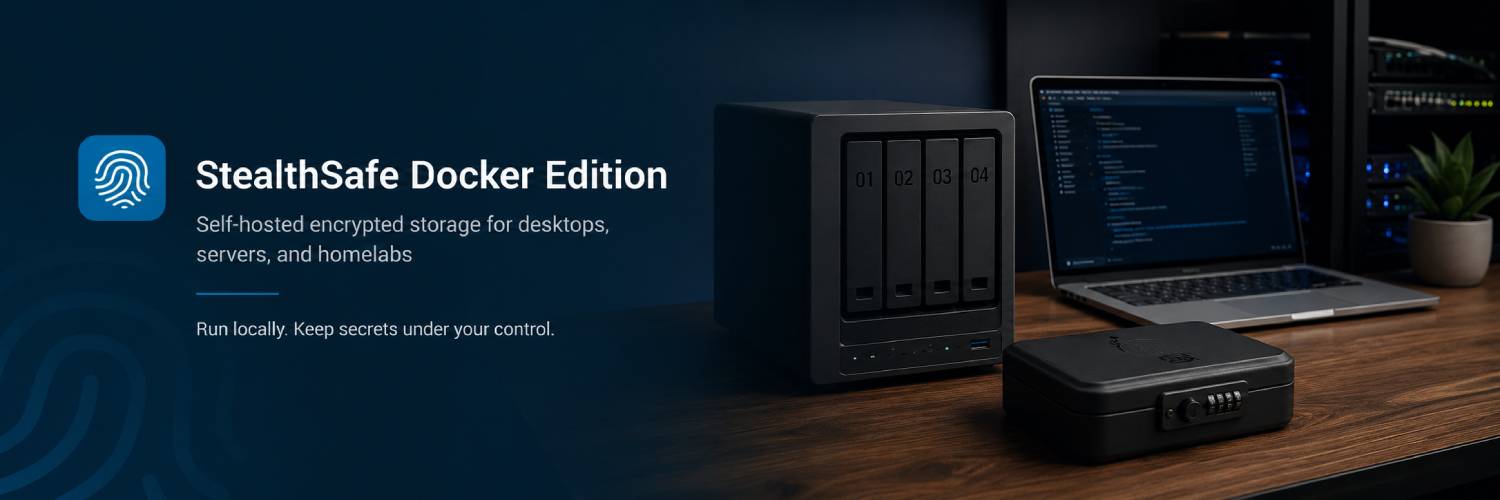 StealthSafe Docker Edition
Self-hosted encrypted storage for desktops,
servers, and homelabs
Run locally. Keep secrets under your control.
01 02 03 04